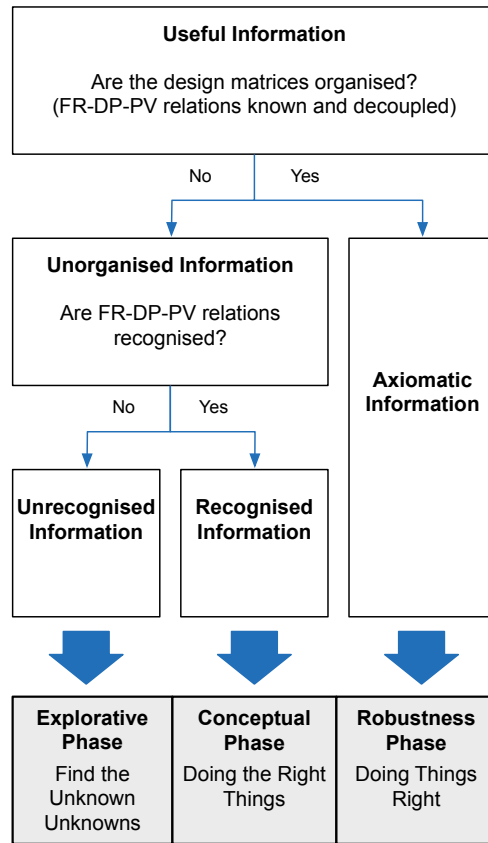 Useful Information
Are the design matrices organised?
(FR-DP-PV relations known and decoupled)
No
Yes
Unorganised Information
Are FR-DP-PV relations
recognised?
Axiomatic
Information
No
Yes
Unrecognised
Information
Recognised
Information
Explorative
Phase
Find the
Unknown
Unknowns
Conceptual
Phase
Doing the Right
Things
Robustness
Phase
Doing Things
Right